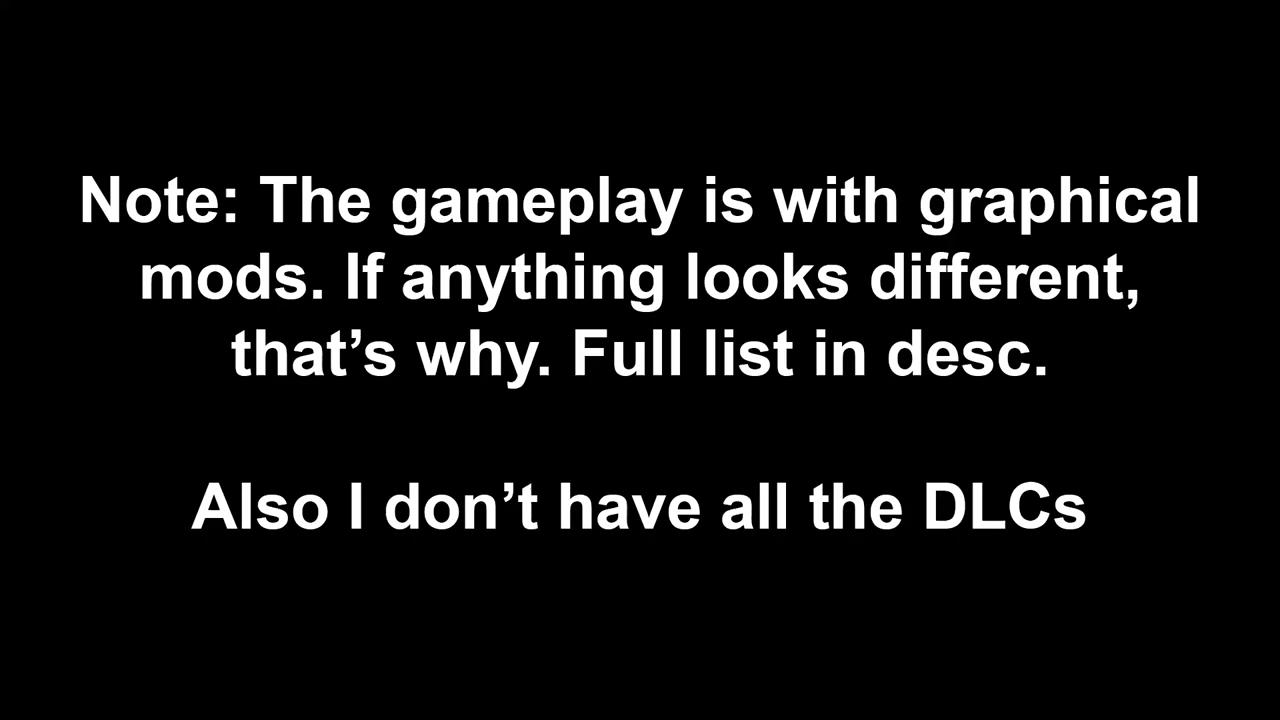 Note: The gameplay is with graphical
mods. If anything looks different,
that’s why. Full list in desc.
Also I don’t have all the DLCs